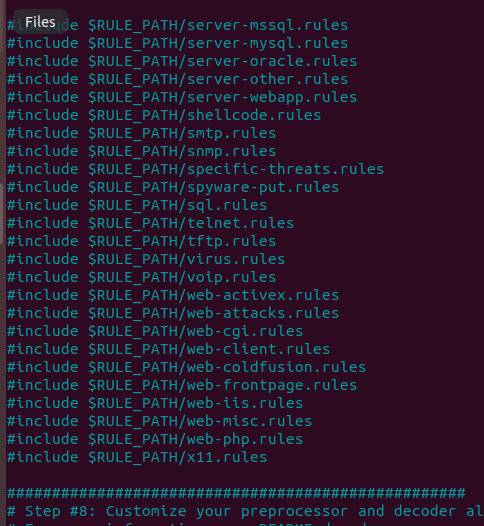 Files
#include $RULE_PATH/server-mssql.rules
#include $RULE_PATH/server-mysql.rules
#include $RULE_PATH/server-oracle.rules
#include $RULE_PATH/server-other.rules
#include $RULE_PATH/server-webapp.rules
#include $RULE_PATH/shellcode.rules
#include $RULE_PATH/smtp.rules
#include $RULE_PATH/snmp.rules
#include $RULE_PATH/specific-threats.rules
#include $RULE_PATH/spyware-put.rules
#include $RULE_PATH/sql.rules
#include $RULE_PATH/telnet.rules
#include $RULE_PATH/tftp.rules
#include $RULE_PATH/virus.rules
#include $RULE_PATH/voip.rules
#include $RULE_PATH/web-activex.rules
#include $RULE_PATH/web-attacks.rules
#include $RULE_PATH/web-cgi.rules
#include $RULE_PATH/web-client.rules
#include $RULE_PATH/web-coldfusion.rules
#include $RULE_PATH/web-frontpage.rules
#include $RULE_PATH/web-iis.rules
#include $RULE_PATH/web-misc.rules
#include $RULE_PATH/web-php.rules
#include $RULE_PATH/x11.rules
###################################################
# Step #8: Customize your preprocessor and decoder al